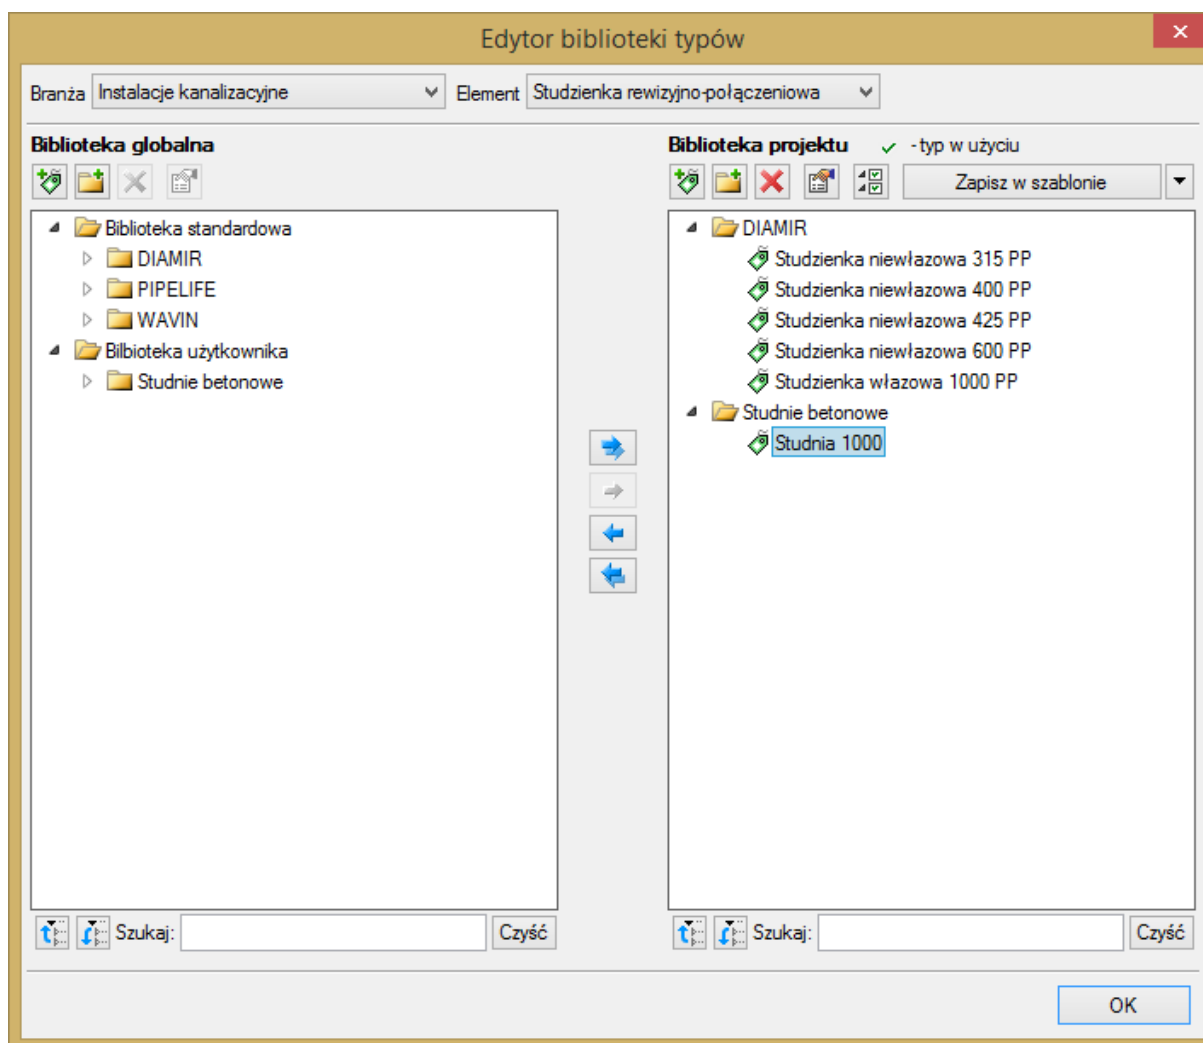 Edytor biblioteki typów
Branża Instalacje kanalizacyjne Element Studzienka rewizyjno-połączeniowa
Biblioteka globalna
Biblioteka standardowa
DIAMIR
PIPELIFE
WAVIN
Bilbioteka użytkownika
Studnie betonowe
Szukaj: Czyść
Biblioteka projektu - typ w użyciu
Zapisz w szablonie
DIAMIR
Studzienka niewłazowa 315 PP
Studzienka niewłazowa 400 PP
Studzienka niewłazowa 425 PP
Studzienka niewłazowa 600 PP
Studzienka włazowa 1000 PP
Studnie betonowe
Studnia 1000
Szukaj: Czyść
OK